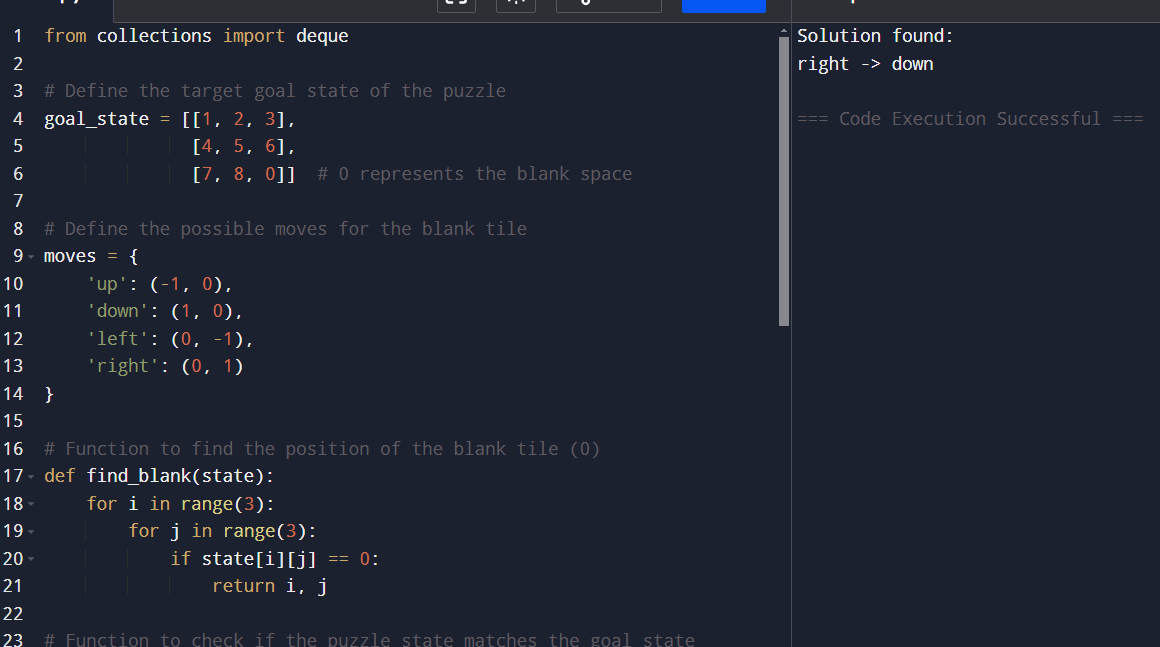 1 from collections import deque
2
3 # Define the target goal state of the puzzle
4 goal_state = [[1, 2, 3],
5 [4, 5, 6],
6 [7, 8, 0]]  # 0 represents the blank space
7
8 # Define the possible moves for the blank tile
9 moves = {
10 'up': (-1, 0),
11 'down': (1, 0),
12 'left': (0, -1),
13 'right': (0, 1)
14 }
15
16 # Function to find the position of the blank tile (0)
17 def find_blank(state):
18 for i in range(3):
19 for j in range(3):
20 if state[i][j] == 0:
21 return i, j
22
23 # Function to check if the puzzle state matches the goal state
Solution found:
right -> down
=== Code Execution Successful ===